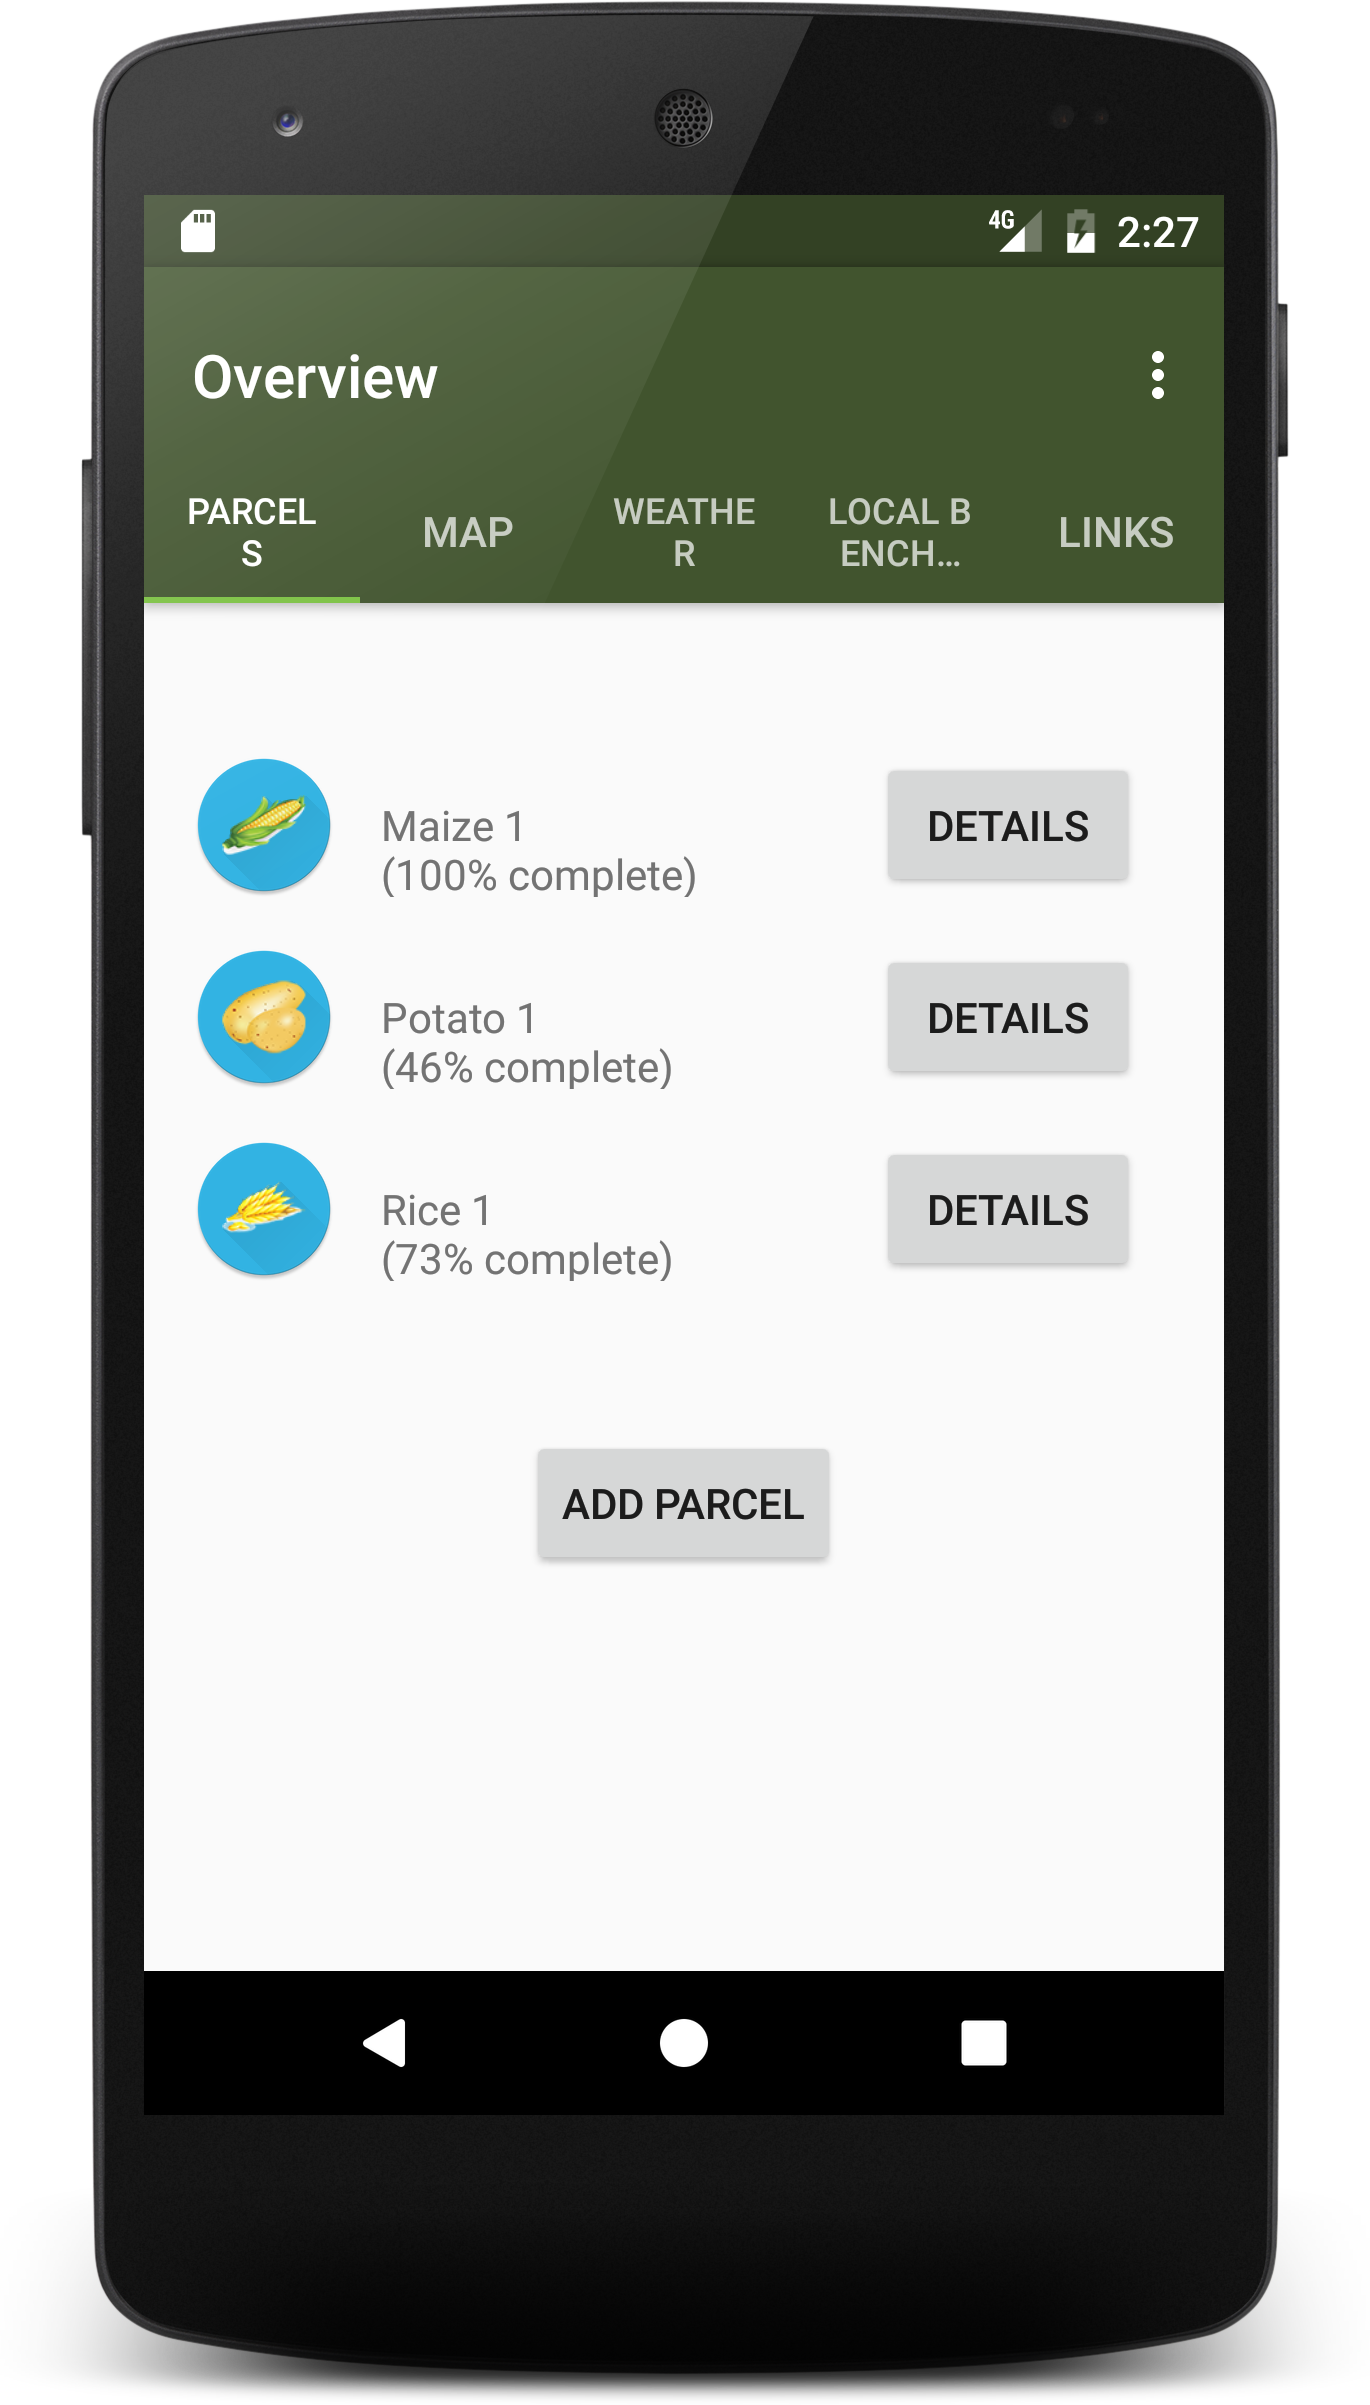 4G 2:27
Overview
PARCEL
S
MAP
WEATHE
R
LOCAL B
ENCH...
LINKS
Maize 1
(100% complete)
DETAILS
Potato 1
(46% complete)
DETAILS
Rice 1
(73% complete)
DETAILS
ADD PARCEL